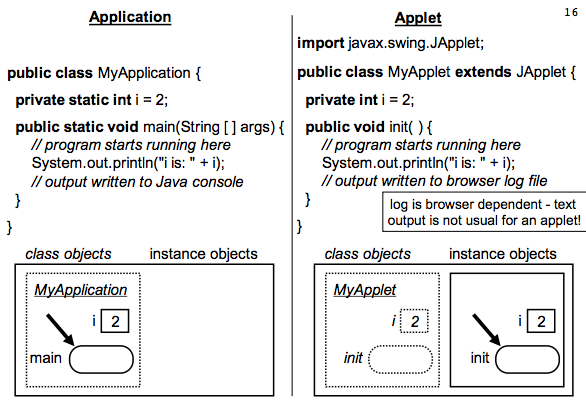 16
Application
public class MyApplication {
private static int i = 2;
public static void main(String [ ] args) {
// program starts running here
System.out.println("i is: " + i);
// output written to Java console
}
}
class objects instance objects
MyApplication
i 2
main
Applet
import javax.swing.JApplet;
public class MyApplet extends JApplet {
private int i = 2;
public void init( ) {
// program starts running here
System.out.println("i is: " + i);
// output written to browser log file
}
log is browser dependent - text
output is not usual for an applet!
}
class objects instance objects
MyApplet
i 2
init
i 2
init